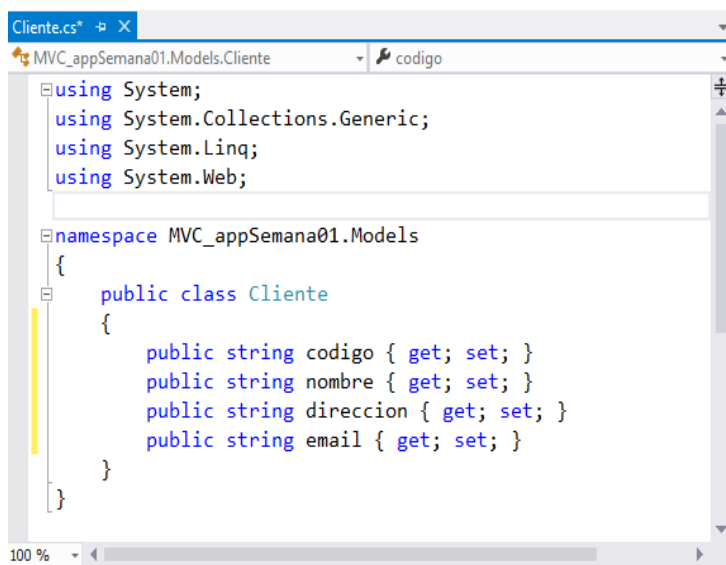 Cliente.cs*
MVC_appSemana01.Models.Cliente codigo
using System;
using System.Collections.Generic;
using System.Linq;
using System.Web;
namespace MVC_appSemana01.Models
{
public class Cliente
{
public string codigo { get; set; }
public string nombre { get; set; }
public string direccion { get; set; }
public string email { get; set; }
}
}
100 %